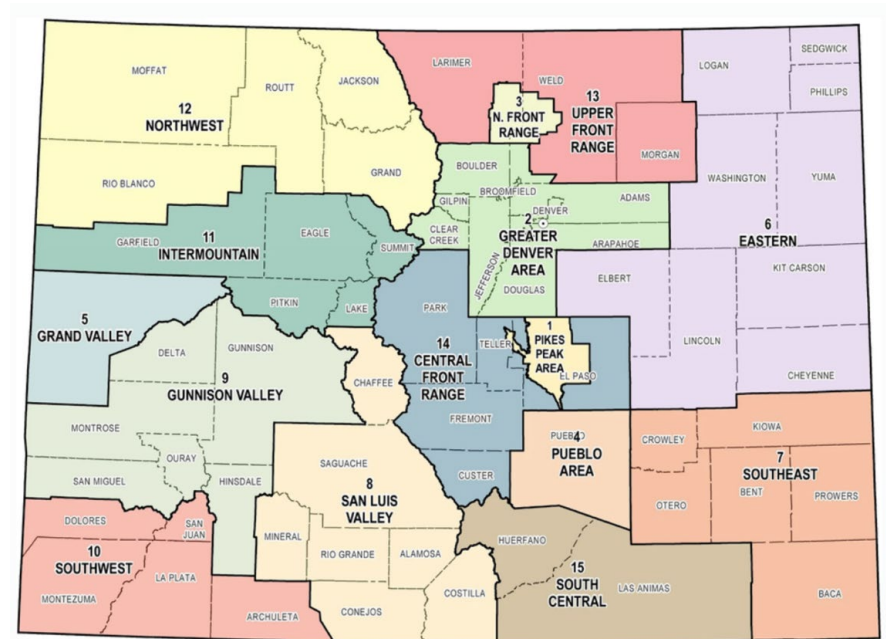 MOFFAT
ROUTT
JACKSON
12
NORTHWEST
GRAND
RIO BLANCO
LARIMER
WELD
3
N. FRONT
RANGE
13
UPPER
FRONT
RANGE
MORGAN
LOGAN
SEDGWICK
PHILLIPS
WASHINGTON
YUMA
6
EASTERN
ELBERT
KIT CARSON
LINCOLN
CHEYENNE
BOULDER
BROOMFIELD
GILPIN
ADAMS
DENVER
CLEAR
CREEK
2
GREATER
DENVER
AREA
ARAPAHOE
JEFFERSON
DOUGLAS
GARFIELD
11
INTERMOUNTAIN
EAGLE
SUMMIT
PITKIN
LAKE
5
GRAND VALLEY
DELTA
GUNNISON
9
GUNNISON VALLEY
MONTROSE
OURAY
SAN MIGUEL
HINSDALE
PARK
TELLER
14
CENTRAL
FRONT
RANGE
FREMONT
CUSTER
1
PIKES
PEAK
AREA
EL PASO
CHAFFEE
SAGUACHE
8
SAN LUIS
VALLEY
MINERAL
RIO GRANDE
ALAMOSA
CONEJOS
COSTILLA
PUEBLO
4
PUEBLO
AREA
CROWLEY
KIOWA
7
SOUTHEAST
OTERO
BENT
PROWERS
BACA
DOLORES
SAN
JUAN
10
SOUTHWEST
LA PLATA
MONTEZUMA
ARCHULETA
HUERFANO
15
SOUTH
CENTRAL
LAS ANIMAS